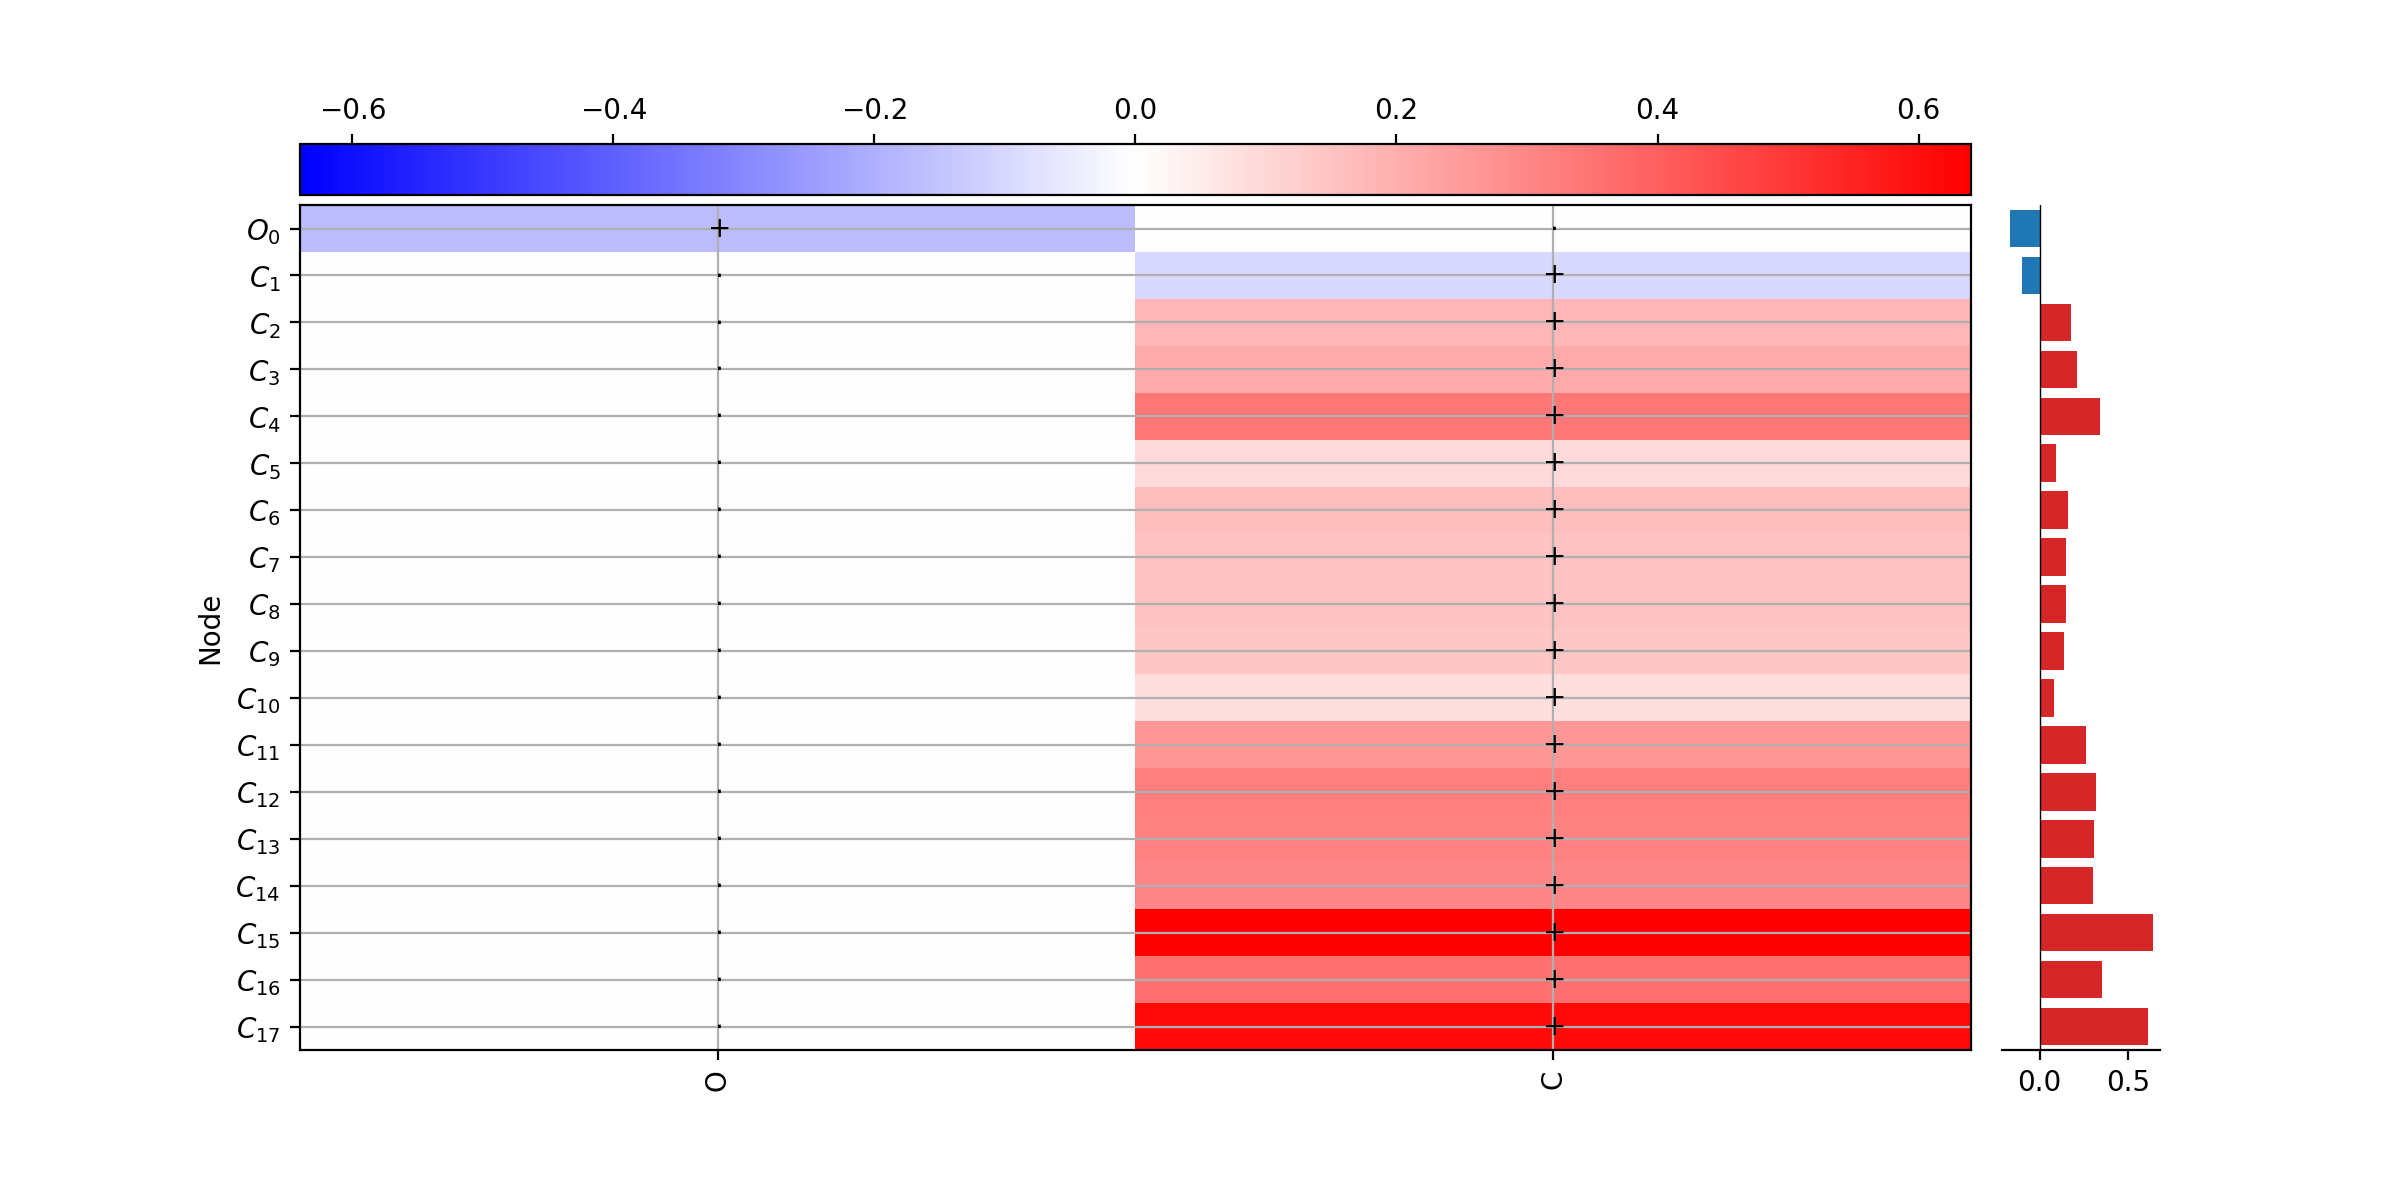 −0.6 −0.4 −0.2 0.0 0.2 0.4 0.6
Node
O0 + .
C1 . +
C2 . +
C3 . +
C4 . +
C5 . +
C6 . +
C7 . +
C8 . +
C9 . +
C10 . +
C11 . +
C12 . +
C13 . +
C14 . +
C15 . +
C16 . +
C17 . +
O C 0.0 0.5